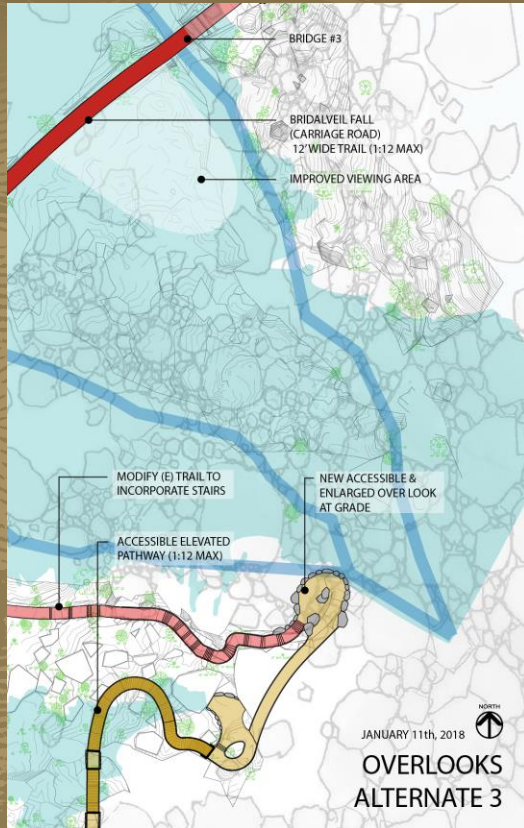 BRIDGE #3
BRIDALVEIL FALL
(CARRIAGE ROAD)
12' WIDE TRAIL (1:12 MAX)
IMPROVED VIEWING AREA
MODIFY (E) TRAIL TO
INCORPORATE STAIRS
NEW ACCESSIBLE &
ENLARGED OVER LOOK
AT GRADE
ACCESSIBLE ELEVATED
PATHWAY (1:12 MAX)
NORTH
JANUARY 11th, 2018
OVERLOOKS
ALTERNATE 3